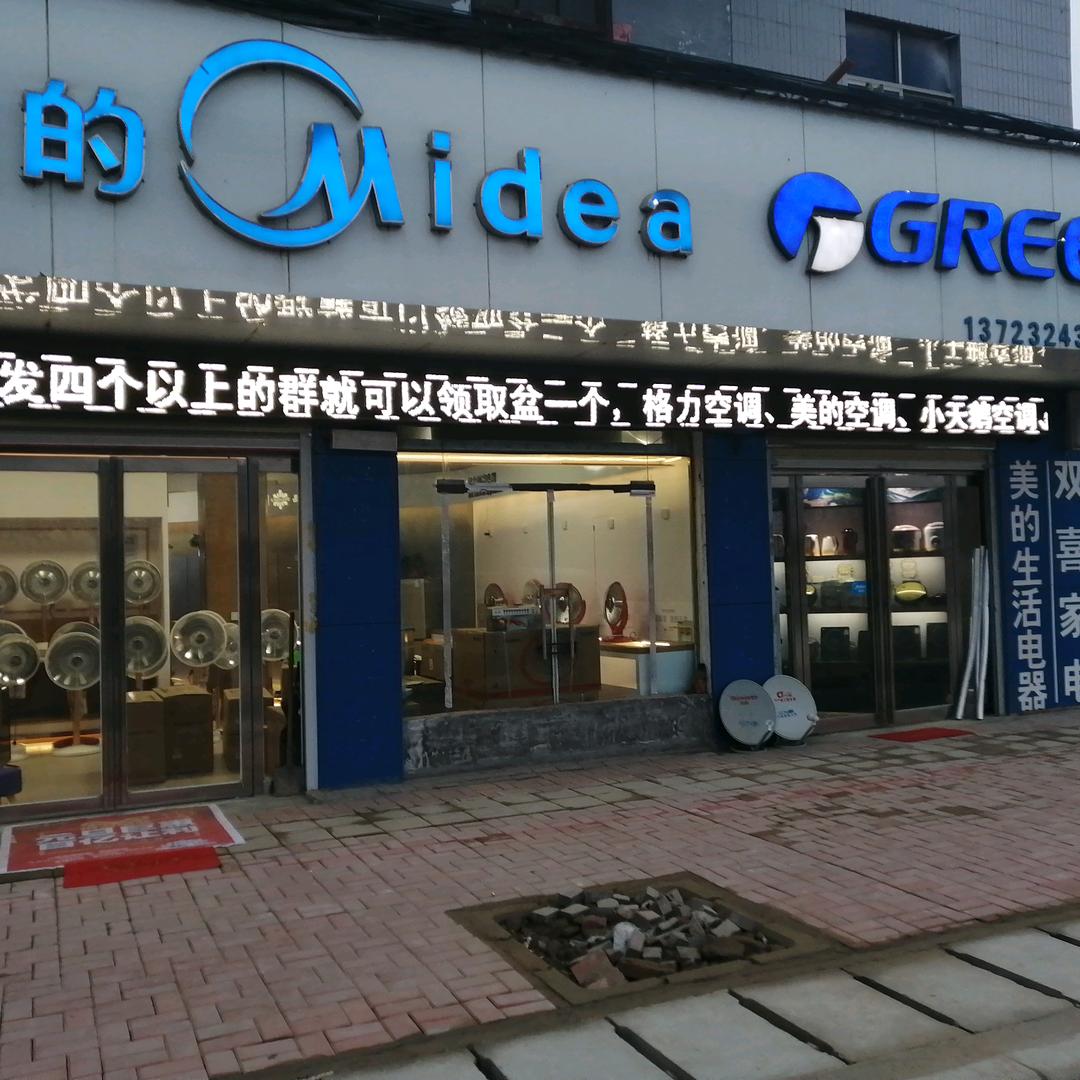 的 Midea GREE
13723243
发四个以上的群就可以领取盆一个，格力空调、美的空调、小天鹅空调、
美的生活电器
双喜家电